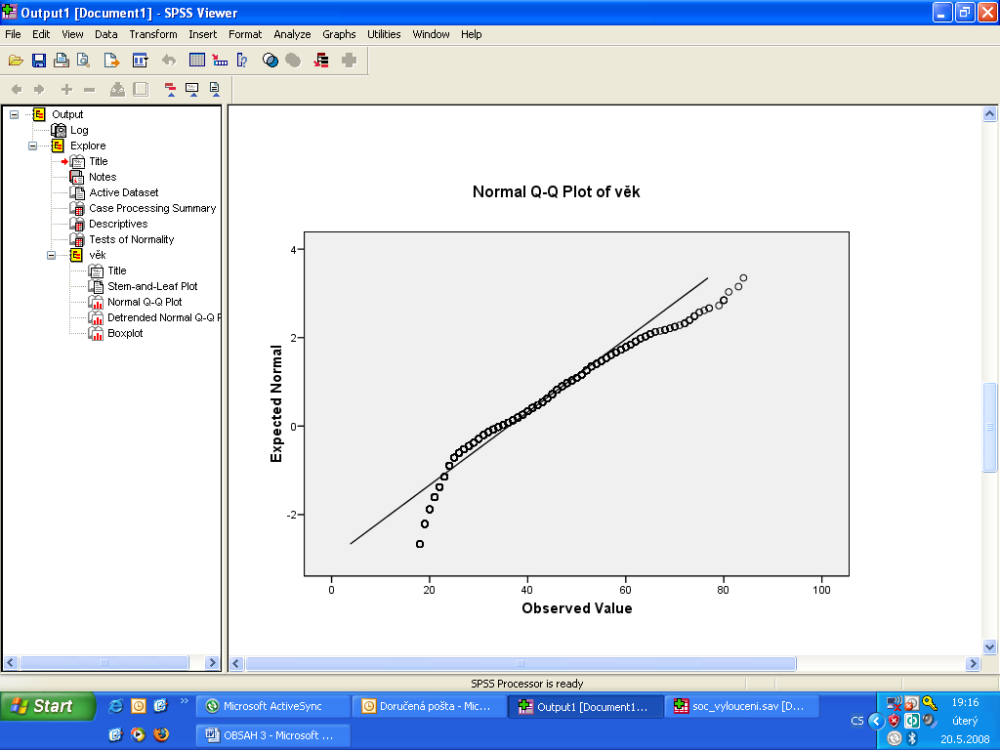 Output1 [Document1] - SPSS Viewer
File Edit View Data Transform Insert Format Analyze Graphs Utilities Window Help
Output
Log
Explore
Title
Notes
Active Dataset
Case Processing Summary
Descriptives
Tests of Normality
věk
Title
Stem-and-Leaf Plot
Normal Q-Q Plot
Detrended Normal Q-Q F
Boxplot
Normal Q-Q Plot of věk
Expected Normal
4
2
0
-2
0 20 40 60 80 100
Observed Value
SPSS Processor is ready
Start
Microsoft ActiveSync
Doručená pošta - Mic...
Output1 [Document1...
soc_vylouceni.sav [D...
OBSAH 3 - Microsoft ...
CS
19:16
úterý
20.5.2008